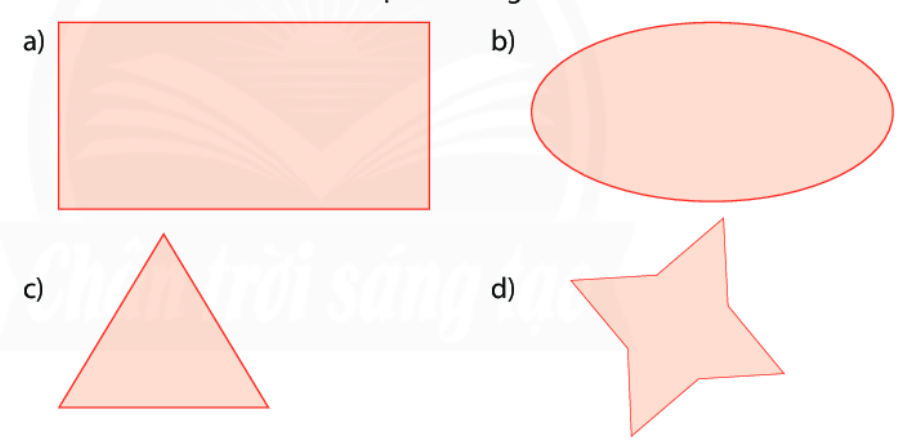 a)
b)
Chân trời sáng tạo
c)
d)